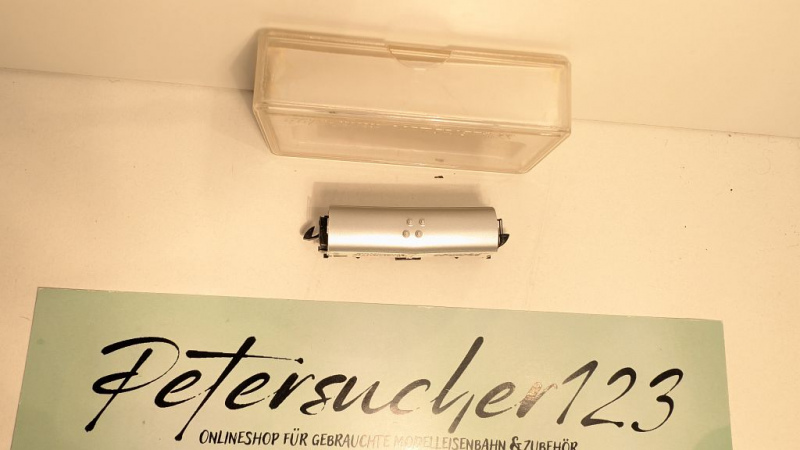 Petersucher123
ONLINESHOP FÜR GEBRAUCHTE MODELLEISENBAHN & ZUBEHÖR